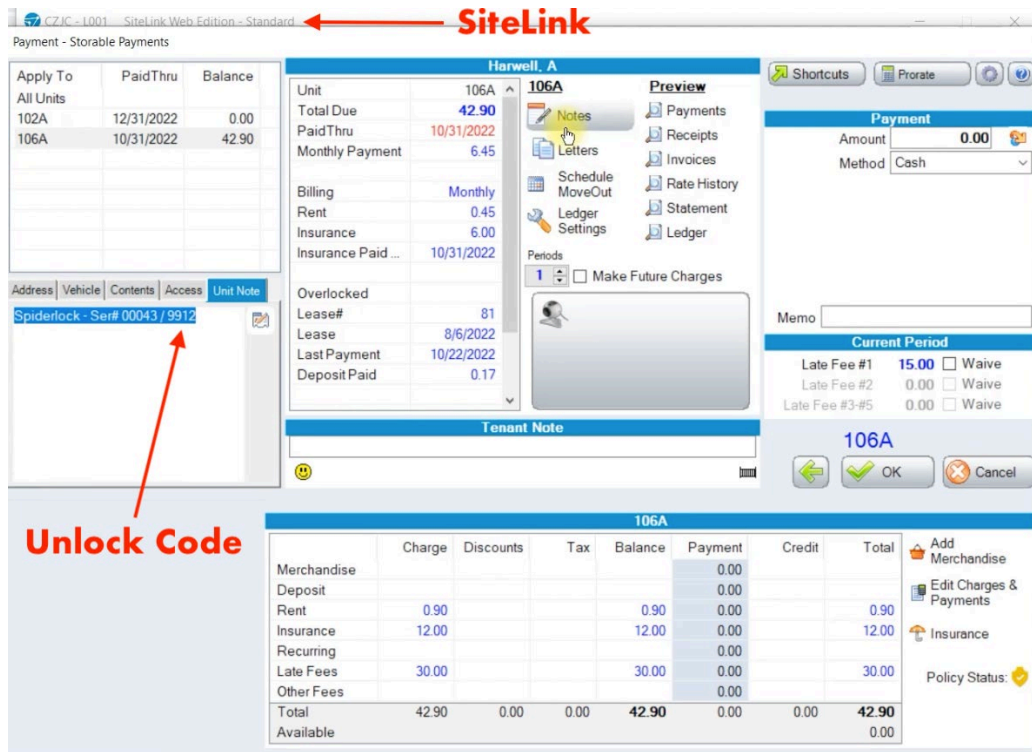 CZJC - L001 SiteLink Web Edition - Standard
SiteLink
Payment - Storable Payments
Apply To PaidThru Balance
All Units
102A 12/31/2022 0.00
106A 10/31/2022 42.90
Address Vehicle Contents Access Unit Note
Spiderlock - Ser# 00043 / 9912
Unlock Code
Harwell, A
Unit 106A
Total Due 42.90
PaidThru 10/31/2022
Monthly Payment 6.45
Billing Monthly
Rent 0.45
Insurance 6.00
Insurance Paid ... 10/31/2022
Overlocked
Lease# 81
Lease 8/6/2022
Last Payment 10/22/2022
Deposit Paid 0.17
106A Preview
Notes Payments
Letters Receipts
Invoices
Schedule MoveOut Rate History
Ledger Settings Statement
Ledger
Periods
1 Make Future Charges
Tenant Note
Shortcuts Prorate
Payment
Amount 0.00
Method Cash
Memo
Current Period
Late Fee #1 15.00 Waive
Late Fee #2 0.00 Waive
Late Fee #3-#5 0.00 Waive
106A
OK Cancel
106A
Charge Discounts Tax Balance Payment Credit Total
Merchandise 0.00
Deposit 0.00
Rent 0.90 0.90 0.00 0.90
Insurance 12.00 12.00 0.00 12.00
Recurring 0.00
Late Fees 30.00 30.00 0.00 30.00
Other Fees 0.00
Total 42.90 0.00 0.00 42.90 0.00 0.00 42.90
Available 0.00
Add Merchandise
Edit Charges & Payments
Insurance
Policy Status: